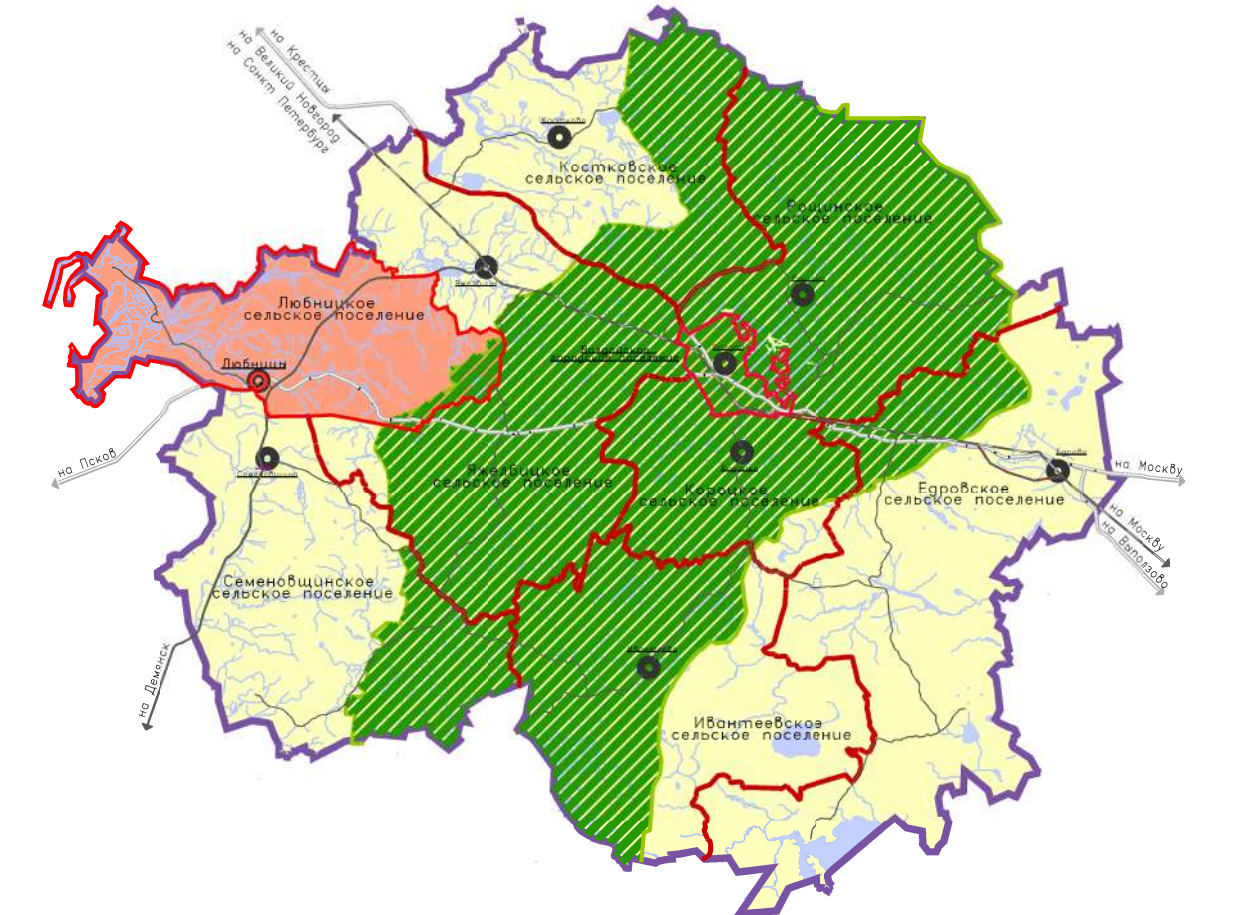 на Крестцы
на Великий Новгород
на Санкт Петербург
Костковское
сельское поселение
Рощинское
сельское поселение
Любницкое
сельское поселение
Любницы
на Псков
Яжелбицкое
сельское поселение
Короцкое
сельское поселение
Едровское
сельское поселение
на Москву
на Москву
на Выползово
Семеновщинское
сельское поселение
на Демянск
Ивантеевское
сельское поселение